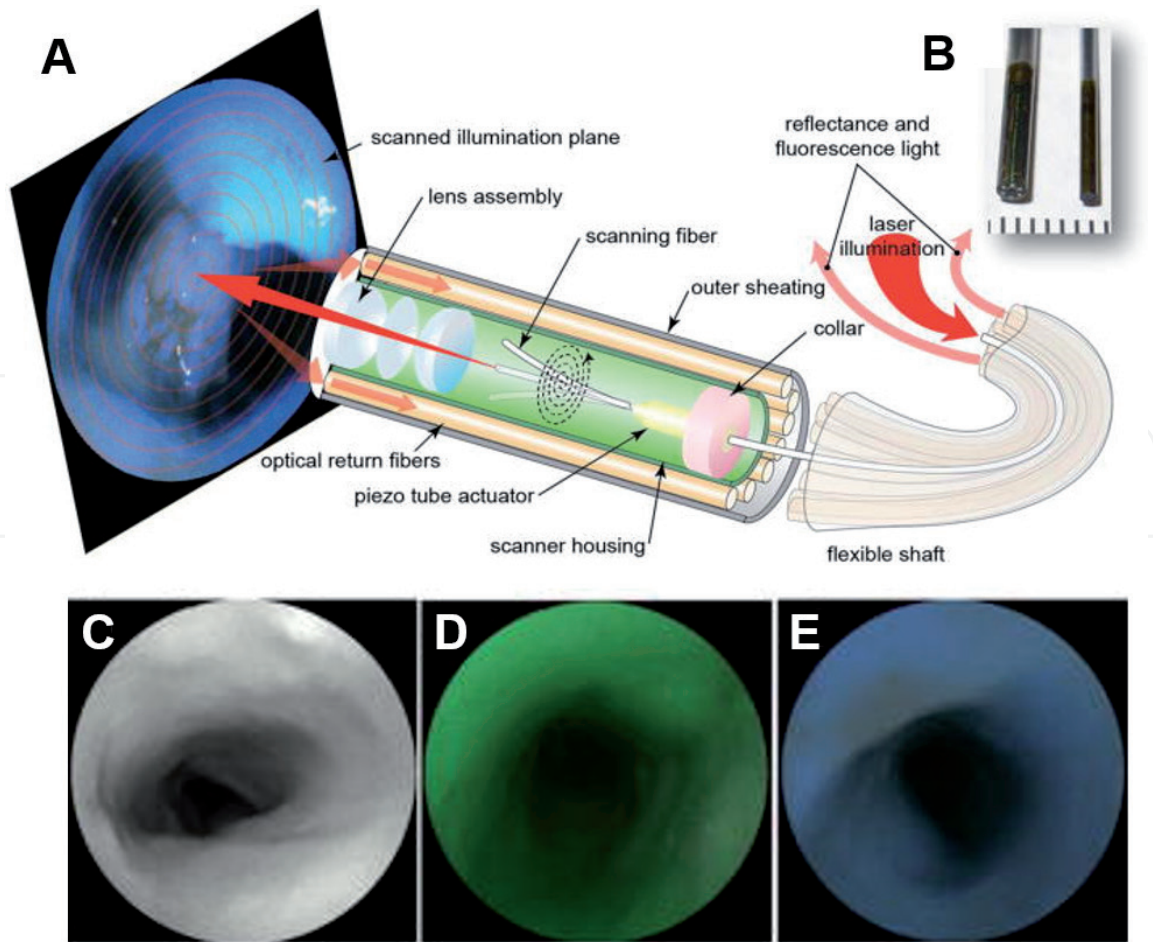 A
B
scanned illumination plane
lens assembly
scanning fiber
reflectance and
fluorescence light
laser
illumination
outer sheating
collar
optical return fibers
piezo tube actuator
scanner housing
flexible shaft
C
D
E